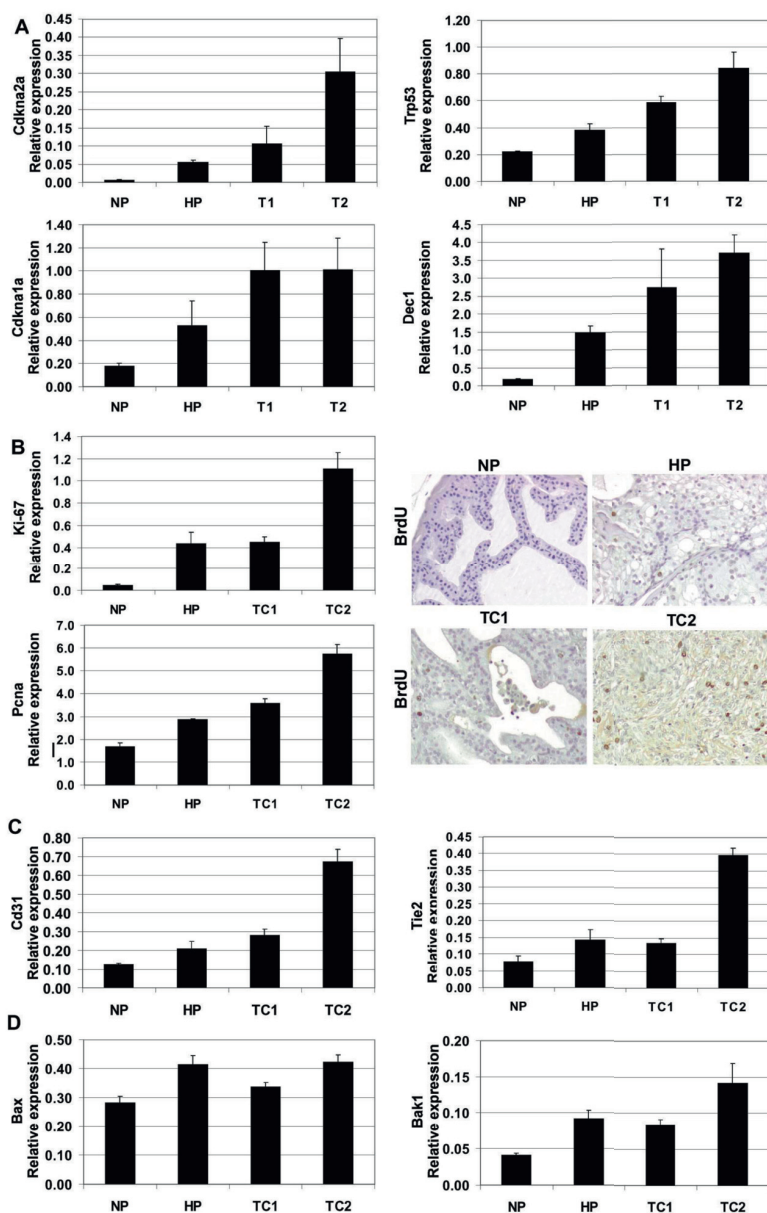 A
Cdkna2a
Relative expression
0.45
0.40
0.35
0.30
0.25
0.20
0.15
0.10
0.05
0.00
NP HP T1 T2
Trp53
Relative expression
1.20
1.00
0.80
0.60
0.40
0.20
0.00
NP HP T1 T2
Cdkna1a
Relative expression
1.40
1.20
1.00
0.80
0.60
0.40
0.20
0.00
NP HP T1 T2
Dec1
Relative expression
4.5
4.0
3.5
3.0
2.5
2.0
1.5
1.0
0.5
0.0
NP HP T1 T2
B
Ki-67
Relative expression
1.4
1.2
1.0
0.8
0.6
0.4
0.2
0.0
NP HP TC1 TC2
Pcna
Relative expression
7.0
6.0
5.0
4.0
3.0
2.0
1.0
0.0
NP HP TC1 TC2
NP HP
BrdU
TC1 TC2
BrdU
C
Cd31
Relative expression
0.80
0.70
0.60
0.50
0.40
0.30
0.20
0.10
0.00
NP HP TC1 TC2
Tie2
Relative expression
0.45
0.40
0.35
0.30
0.25
0.20
0.15
0.10
0.05
0.00
NP HP TC1 TC2
D
Bax
Relative expression
0.50
0.40
0.30
0.20
0.10
0.00
NP HP TC1 TC2
Bak1
Relative expression
0.20
0.15
0.10
0.05
0.00
NP HP TC1 TC2